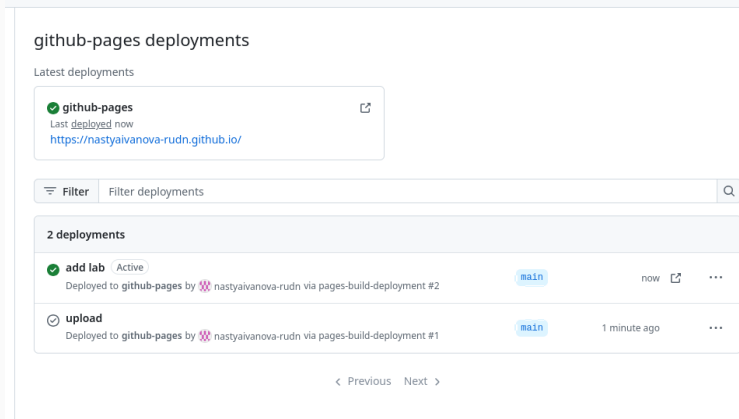 github-pages deployments
Latest deployments
github-pages
Last deployed now
https://nastyaivanova-rudn.github.io/
Filter
Filter deployments
2 deployments
add lab Active
Deployed to github-pages by nastyaivanova-rudn via pages-build-deployment #2
main
now
upload
Deployed to github-pages by nastyaivanova-rudn via pages-build-deployment #1
main
1 minute ago
Previous Next